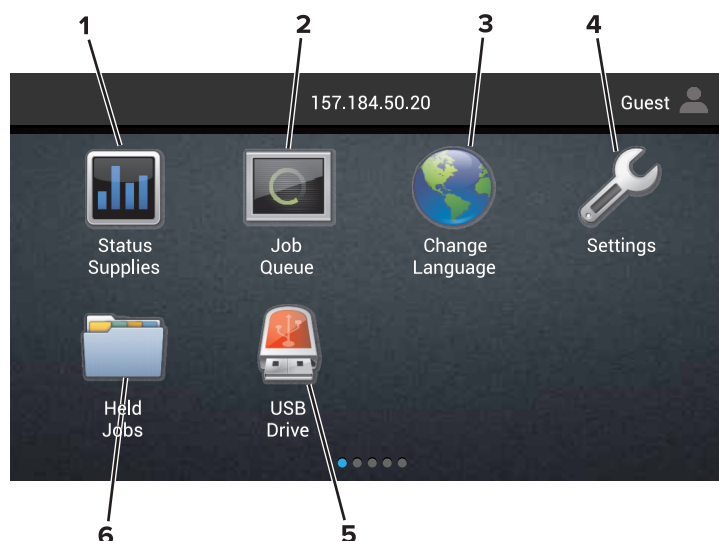 1 2 3 4
157.184.50.20 Guest
Status Job Change Settings
Supplies Queue Language
Held USB
Jobs Drive
6 5